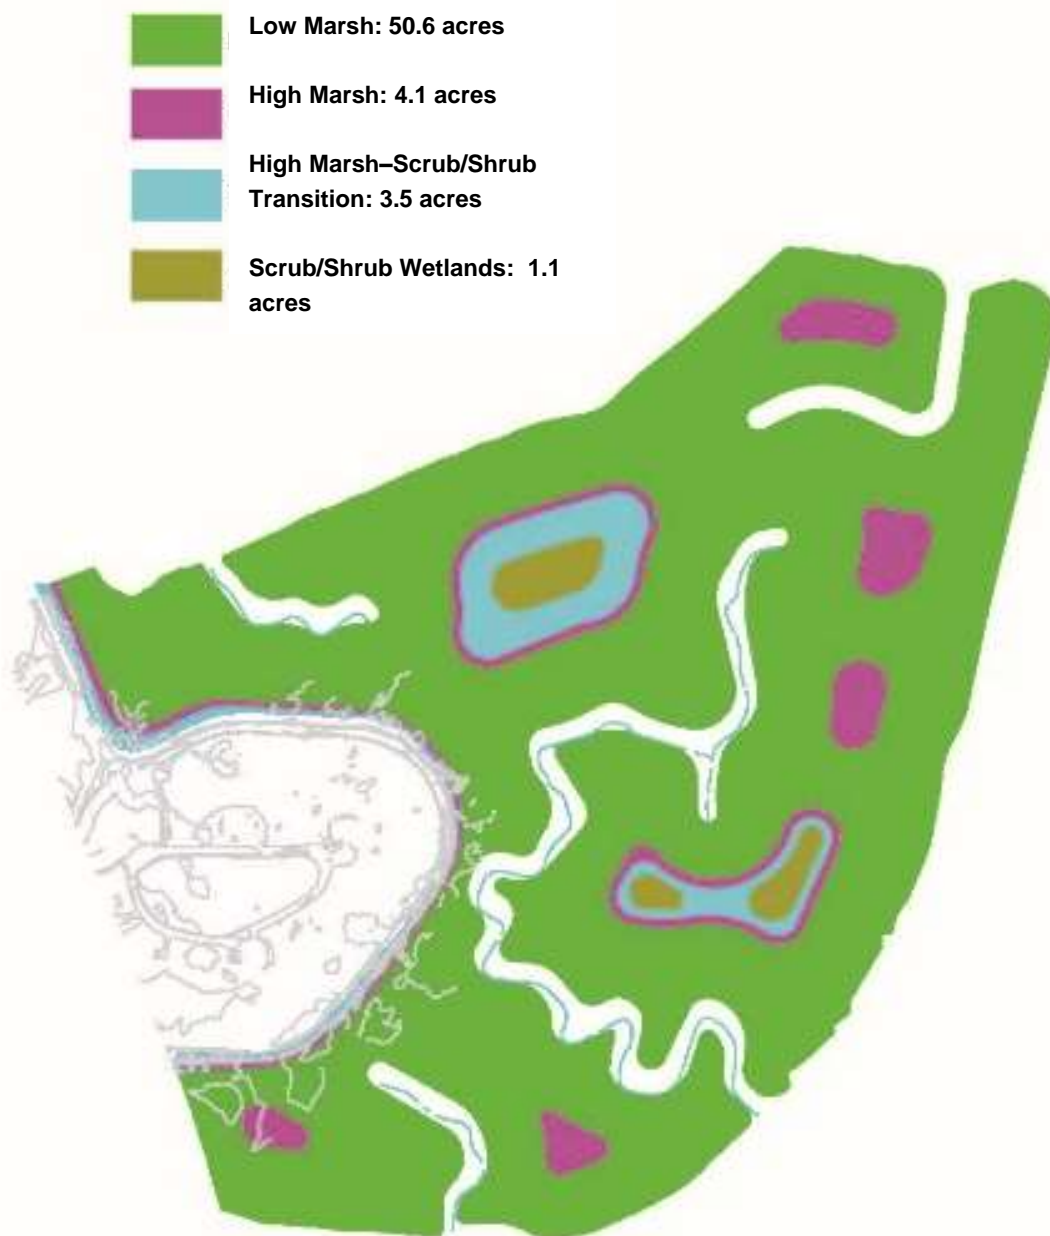 Low Marsh: 50.6 acres
High Marsh: 4.1 acres
High Marsh–Scrub/Shrub
Transition: 3.5 acres
Scrub/Shrub Wetlands: 1.1
acres